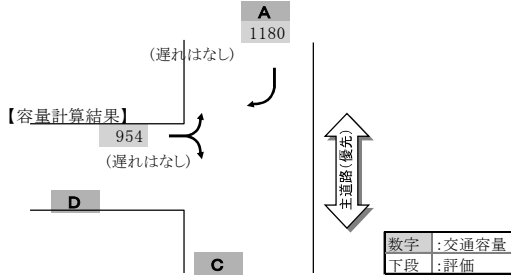 A
1180
(遅れはなし)
【容量計算結果】
954
(遅れはなし)
主道路(優先)
D
C
数字 :交通容量
下段 :評価